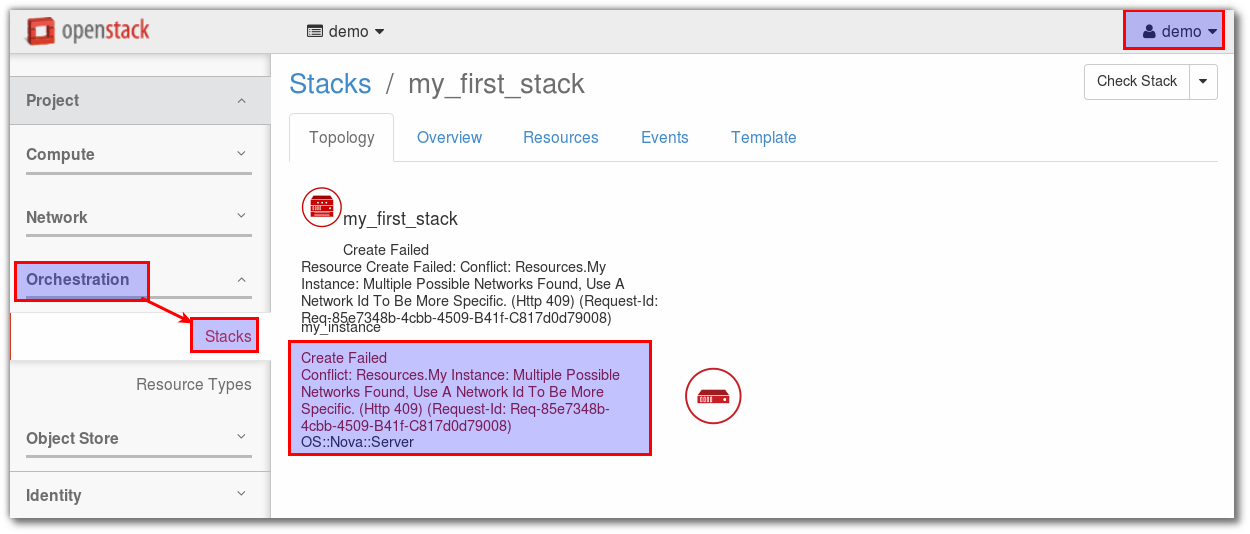 openstack
demo
demo
Project
Compute
Network
Orchestration
Stacks
Resource Types
Object Store
Identity
Stacks / my_first_stack
Check Stack
Topology
Overview
Resources
Events
Template
my_first_stack
Create Failed
Resource Create Failed: Conflict: Resources.My
Instance: Multiple Possible Networks Found, Use A
Network Id To Be More Specific. (Http 409) (Request-Id:
Req-85e7348b-4cbb-4509-B41f-C817d0d79008)
my_instance
Create Failed
Conflict: Resources.My Instance: Multiple Possible
Networks Found, Use A Network Id To Be More
Specific. (Http 409) (Request-Id: Req-85e7348b-
4cbb-4509-B41f-C817d0d79008)
OS::Nova::Server